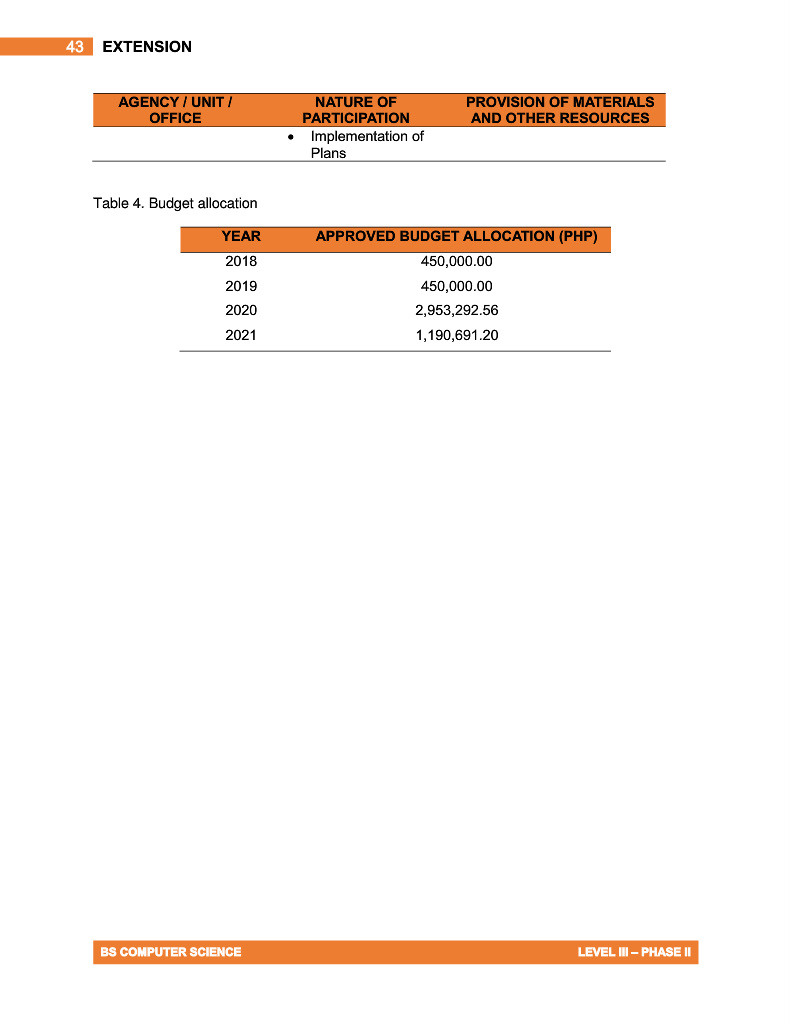 43 EXTENSION
AGENCY / UNIT / NATURE OF PROVISION OF MATERIALS
OFFICE PARTICIPATION AND OTHER RESOURCES
• Implementation of
Plans
Table 4. Budget allocation
YEAR APPROVED BUDGET ALLOCATION (PHP)
2018 450,000.00
2019 450,000.00
2020 2,953,292.56
2021 1,190,691.20
BS COMPUTER SCIENCE LEVEL III – PHASE II